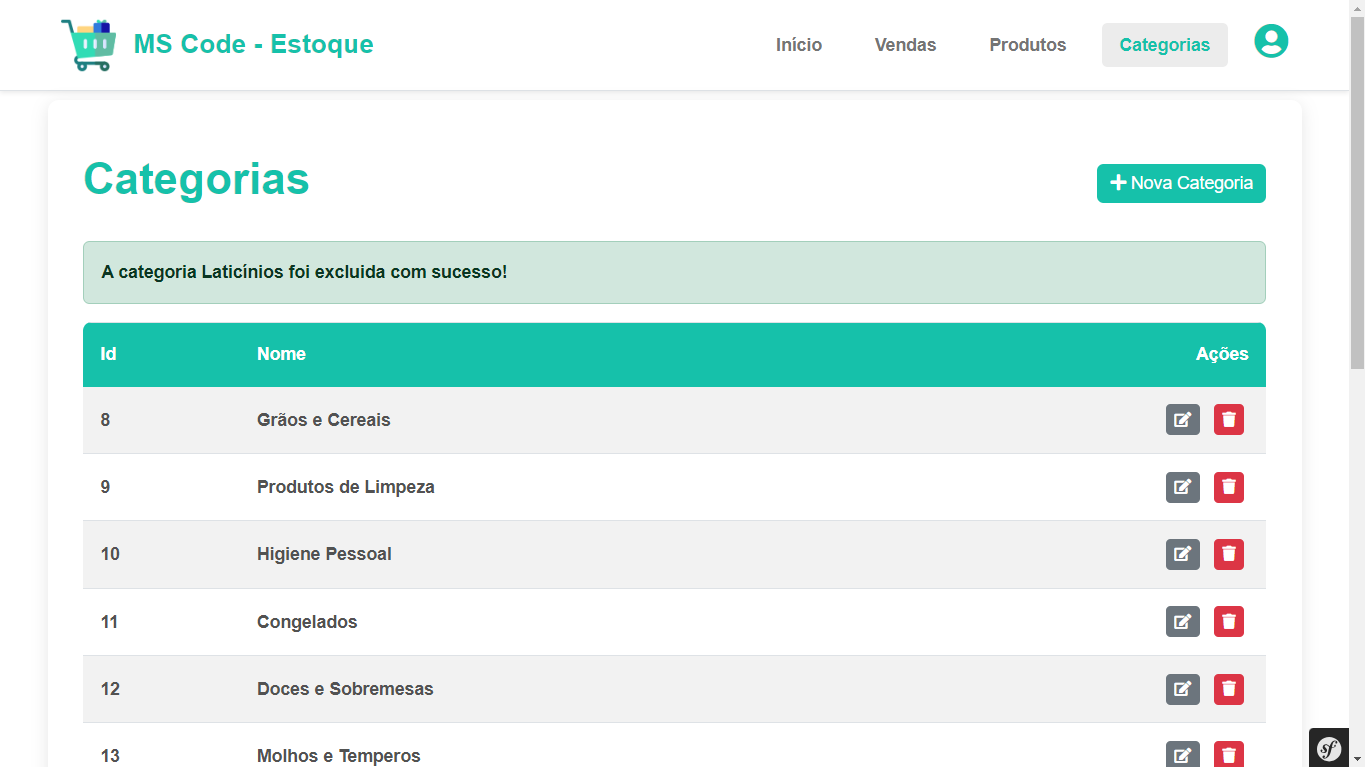 MS Code - Estoque
Início Vendas Produtos Categorias
Categorias
Nova Categoria
A categoria Laticínios foi excluida com sucesso!
Id Nome Ações
8 Grãos e Cereais
9 Produtos de Limpeza
10 Higiene Pessoal
11 Congelados
12 Doces e Sobremesas
13 Molhos e Temperos
sf